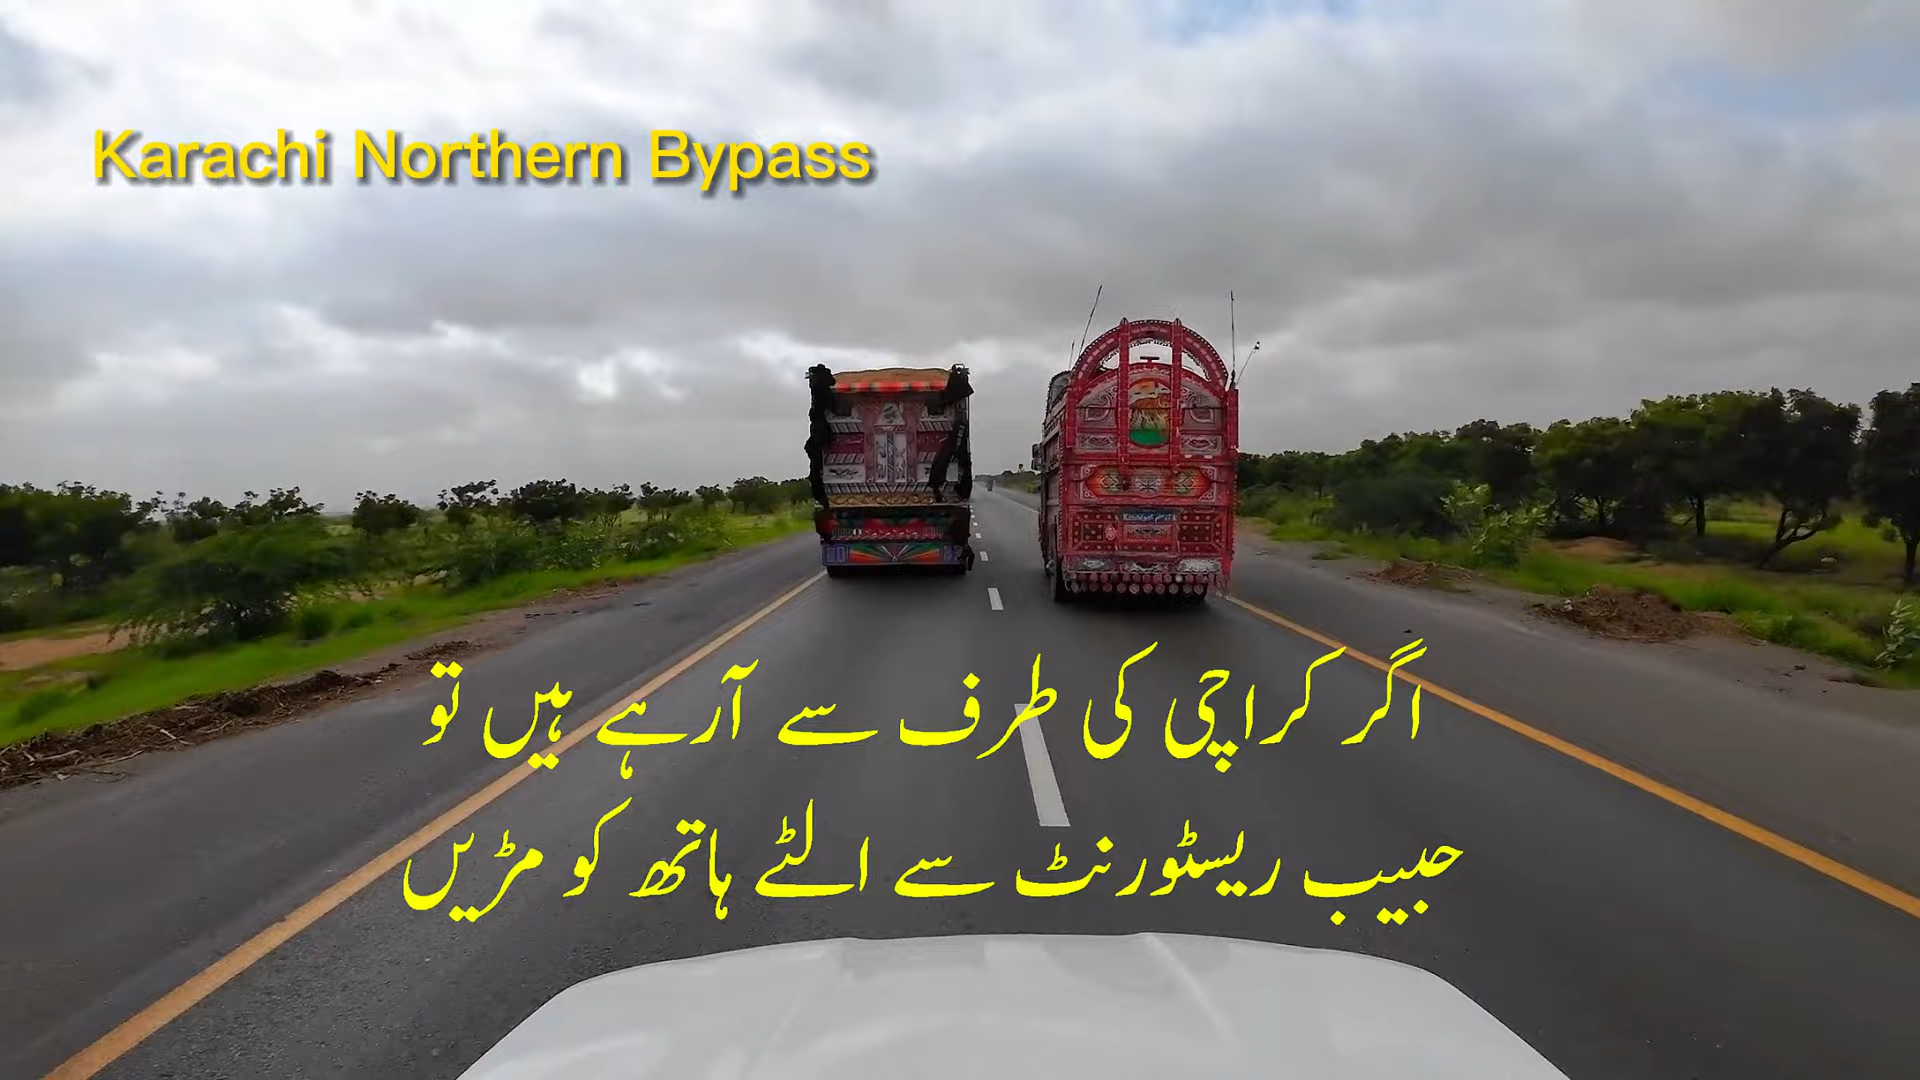 Karachi Northern Bypass
اگر کراچی کی طرف سے آرہے ہیں تو
حبیب ریسٹورنٹ سے الٹے ہاتھ کو مڑیں